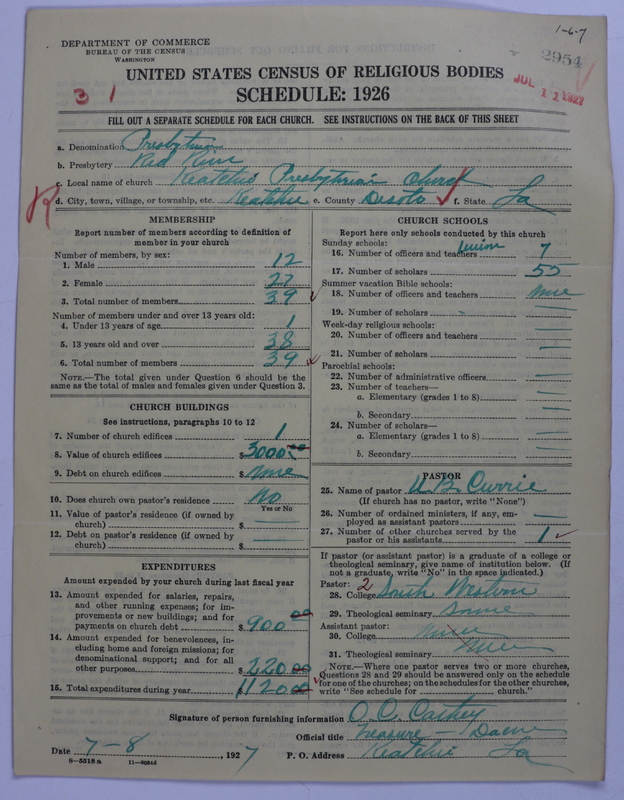 1-6-7
DEPARTMENT OF COMMERCE
BUREAU OF THE CENSUS
WASHINGTON
2954
JUL 11 1927
UNITED STATES CENSUS OF RELIGIOUS BODIES
3 1
SCHEDULE: 1926
FILL OUT A SEPARATE SCHEDULE FOR EACH CHURCH. SEE INSTRUCTIONS ON THE BACK OF THIS SHEET
a. Denomination Presbyterian
b. Presbytery Red River
c. Local name of church Keatchie Presbyterian Church
d. City, town, village, or township, etc. Keatchie e. County Desoto f. State La
R
MEMBERSHIP
Report number of members according to definition of member in your church
Number of members, by sex:
1. Male 12
2. Female 27
3. Total number of members 39
Number of members under and over 13 years old:
4. Under 13 years of age 1
5. 13 years old and over 38
6. Total number of members 39
NOTE.—The total given under Question 6 should be the
same as the total of males and females given under Question 3.
CHURCH BUILDINGS
See instructions, paragraphs 10 to 12
7. Number of church edifices 1
8. Value of church edifices $3000.00
9. Debt on church edifices $
10. Does church own pastor's residence No
Yes or No
11. Value of pastor's residence (if owned by
church) $ —
12. Debt on pastor's residence (if owned by
church) $ —
EXPENDITURES
Amount expended by your church during last fiscal year
13. Amount expended for salaries, repairs,
and other running expenses; for im-
provements or new buildings; and for
payments on church debt $900 00
14. Amount expended for benevolences, in-
cluding home and foreign missions; for
denominational support; and for all
other purposes $220 00
15. Total expenditures during year $1120 00
CHURCH SCHOOLS
Report here only schools conducted by this church
Sunday schools:
16. Number of officers and teachers 7
17. Number of scholars 55
Summer vacation Bible schools:
18. Number of officers and teachers
19. Number of scholars
Week-day religious schools:
20. Number of officers and teachers —
21. Number of scholars —
Parochial schools:
22. Number of administrative officers —
23. Number of teachers—
a. Elementary (grades 1 to 8) —
b. Secondary —
24. Number of scholars—
a. Elementary (grades 1 to 8) —
b. Secondary —
PASTOR
25. Name of pastor Currie
(If church has no pastor, write "None")
26. Number of ordained ministers, if any, em-
ployed as assistant pastors —
27. Number of other churches served by the
pastor or his assistants 1
If pastor (or assistant pastor) is a graduate of a college or
theological seminary, give name of institution below. (If
not a graduate, write "No" in the space indicated.)
Pastor: 2
28. College South Western
29. Theological seminary Same
Assistant pastor:
30. College
31. Theological seminary
NOTE.—Where one pastor serves two or more churches,
Questions 28 and 29 should be answered only on the schedule
for one of the churches; on the schedules for the other churches,
write "See schedule for church."
Signature of person furnishing information O. O.
Official title Treasure —
Date 7-8, 1927 P. O. Address Keatchie La
8-5518 a 11-9034d